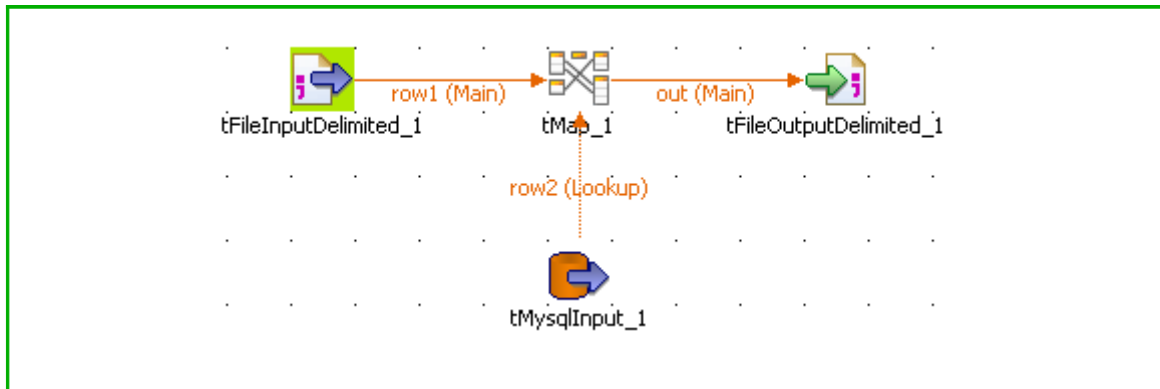 row1 (Main)
out (Main)
tFileInputDelimited_1
tMap_1
tFileOutputDelimited_1
row2 (Lookup)
tMysqlInput_1